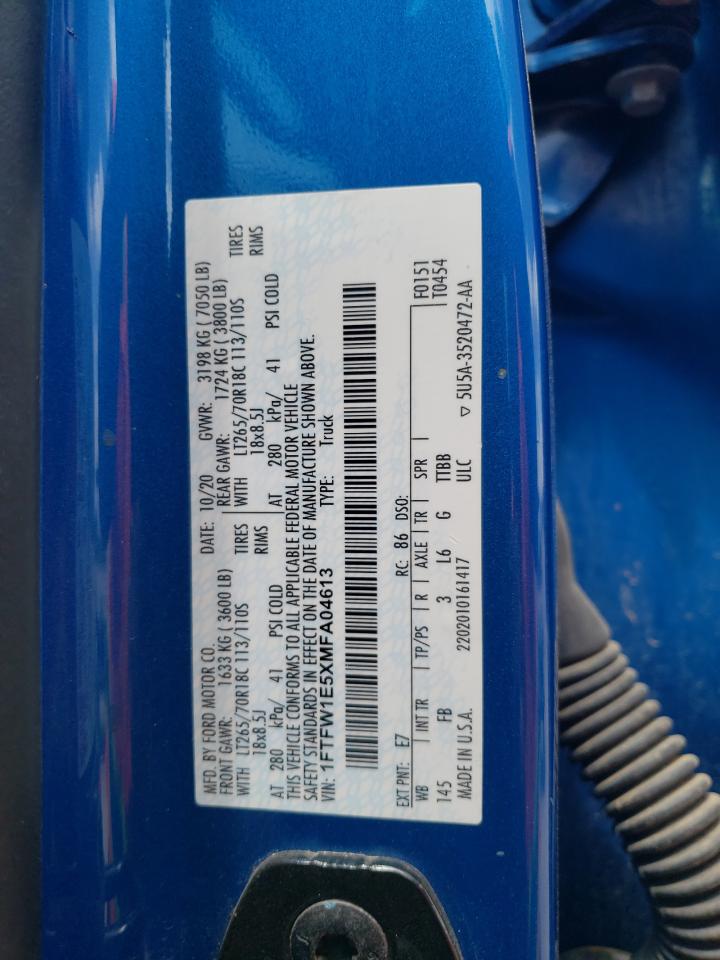 MFD. BY FORD MOTOR CO.
DATE: 10/20 GVWR: 3198 KG ( 7050 LB)
FRONT GAWR: 1633 KG ( 3600 LB) REAR GAWR: 1724 KG ( 3800 LB)
WITH LT265/70R18C 113/110S TIRES WITH LT265/70R18C 113/110S TIRES
18x8.5J RIMS 18x8.5J RIMS
AT 280 kPa/ 41 PSI COLD AT 280 kPa/ 41 PSI COLD
THIS VEHICLE CONFORMS TO ALL APPLICABLE FEDERAL MOTOR VEHICLE
SAFETY STANDARDS IN EFFECT ON THE DATE OF MANUFACTURE SHOWN ABOVE.
VIN: 1FTFW1E5XMFA04613 TYPE: Truck
EXT PNT: E7 RC: 86 DSO: F0151
WB INT TR TP/PS R AXLE TR SPR T0454
145 FB 3 L6 G TTBB
MADE IN U.S.A. 2202010161417 ULC ▽ 5U5A-3520472-AA